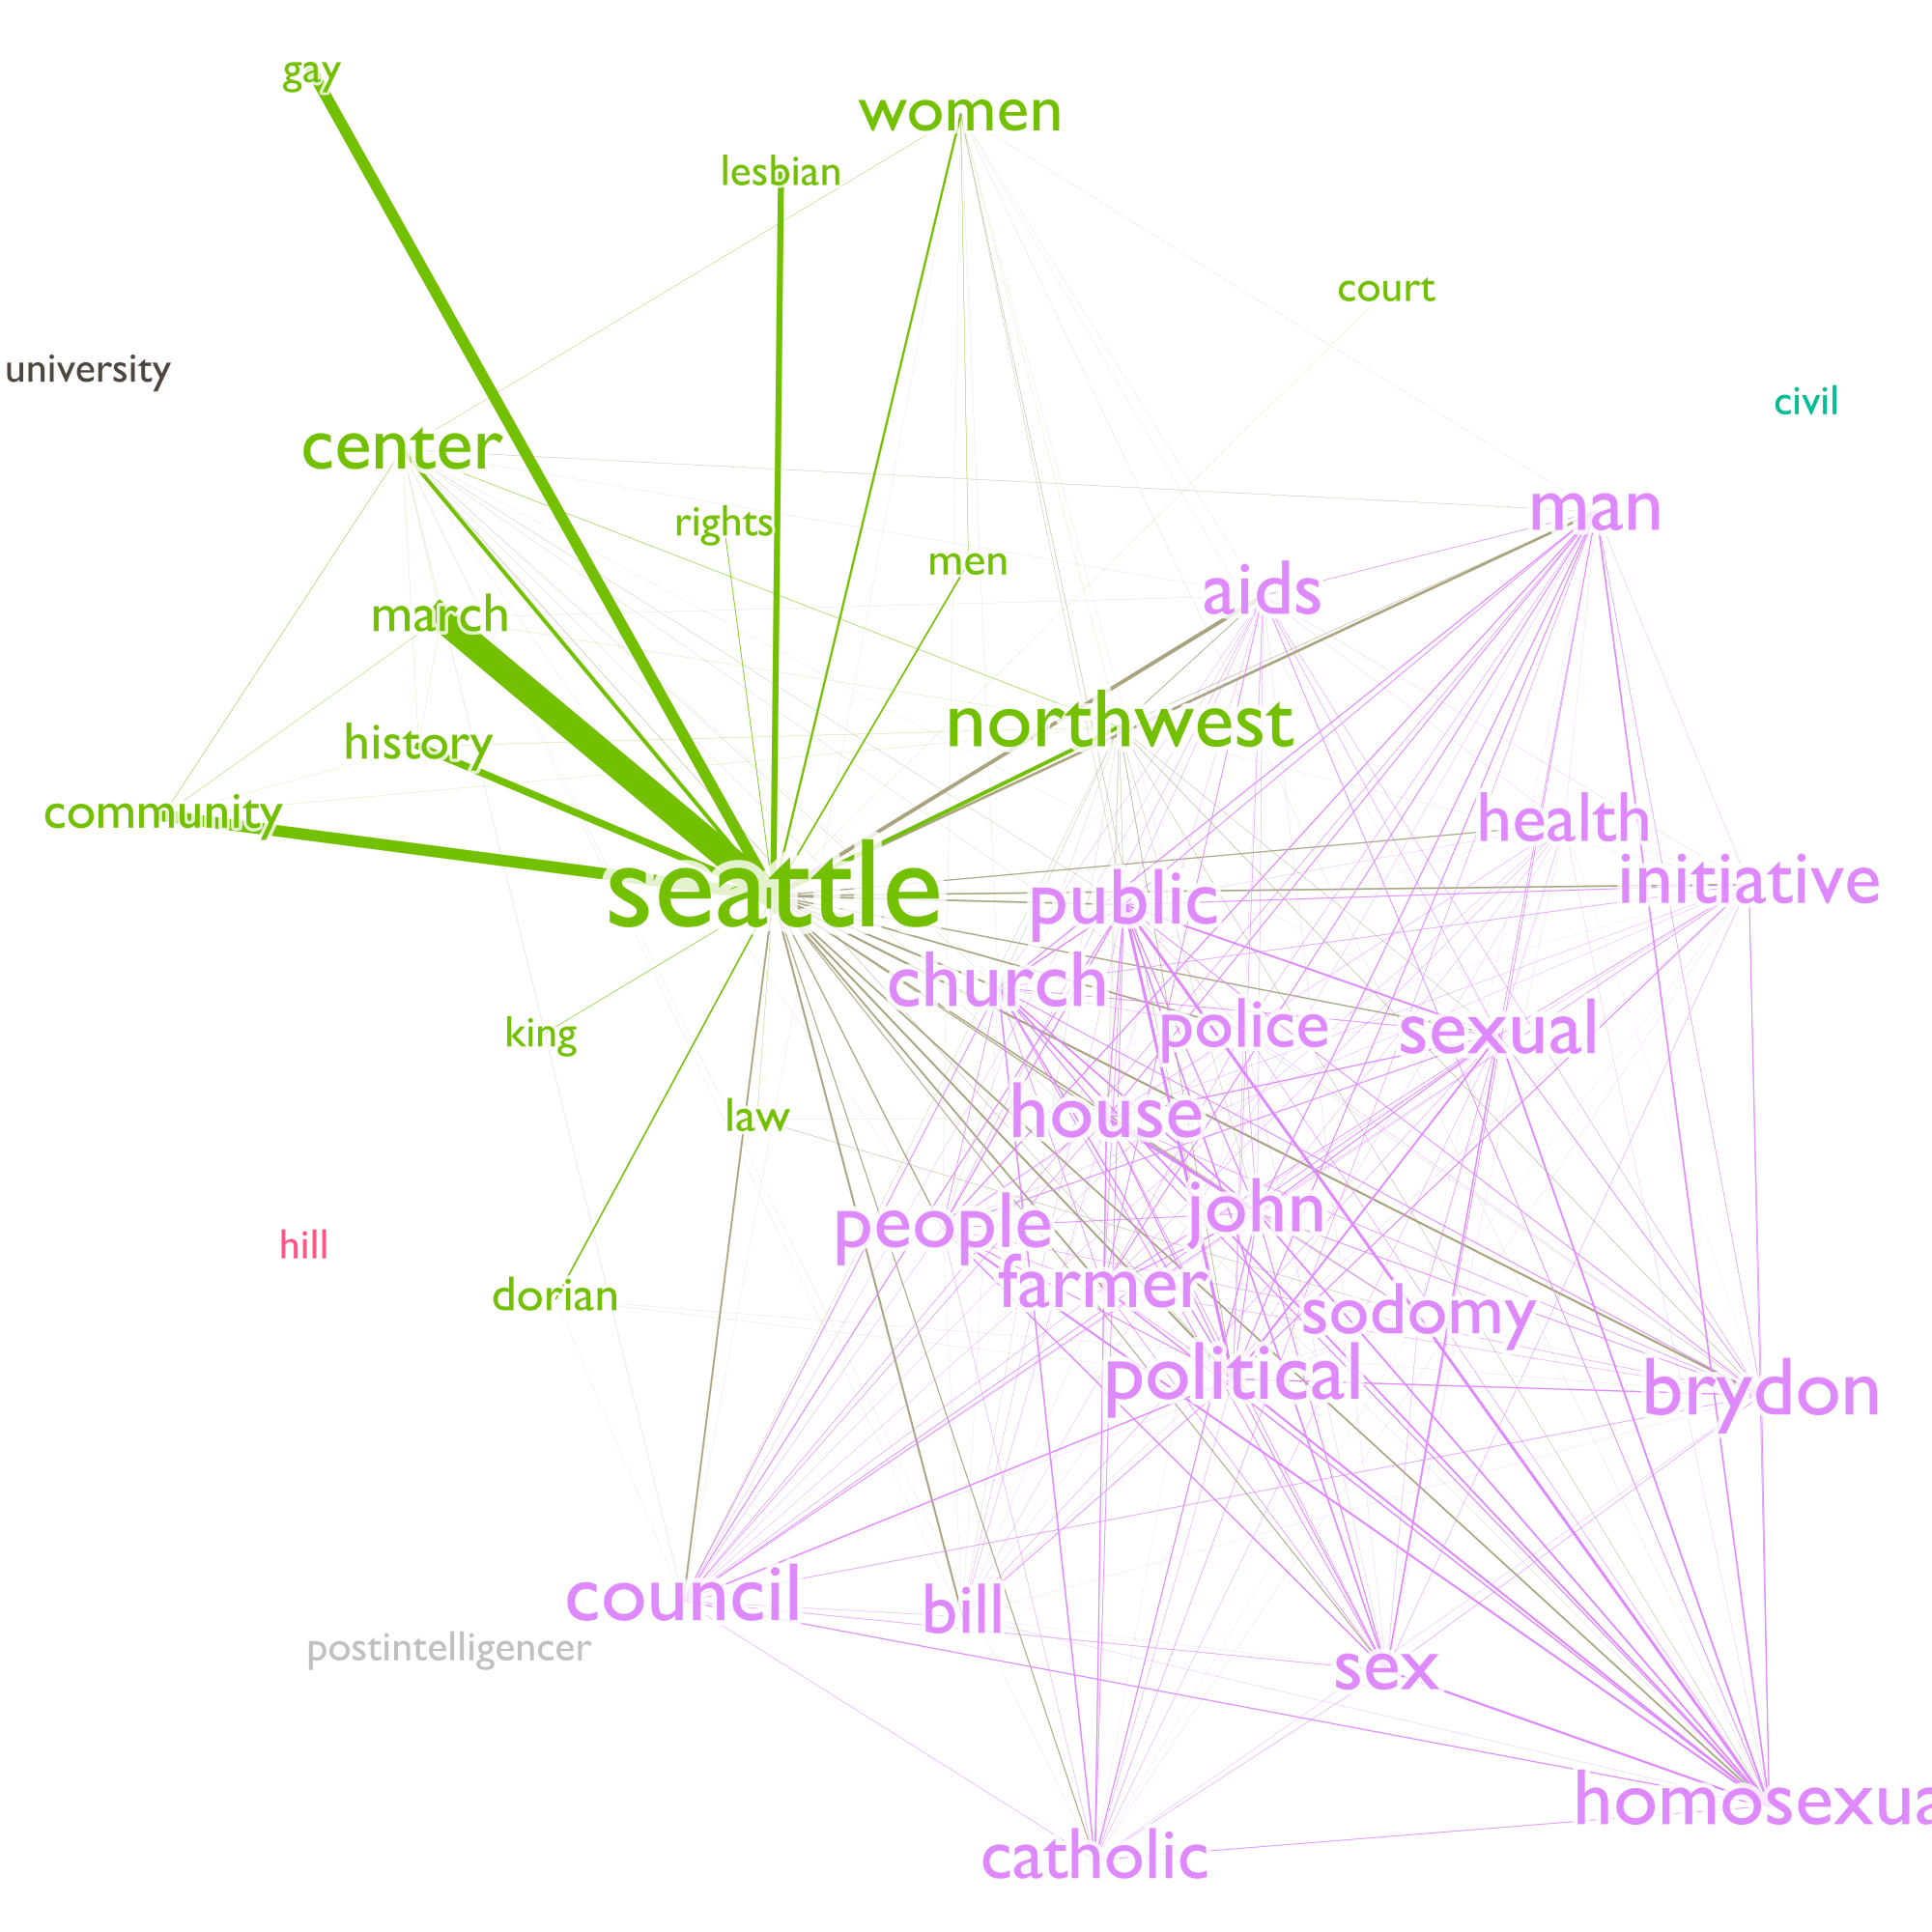 gay
women
lesbian
court
university
civil
center
man
rights
men
aids
march
northwest
history
community
health
seattle
initiative
public
church
police
sexual
king
law
house
people
john
hill
farmer
dorian
sodomy
political
brydon
council
bill
postintelligencer
sex
homosexua
catholic